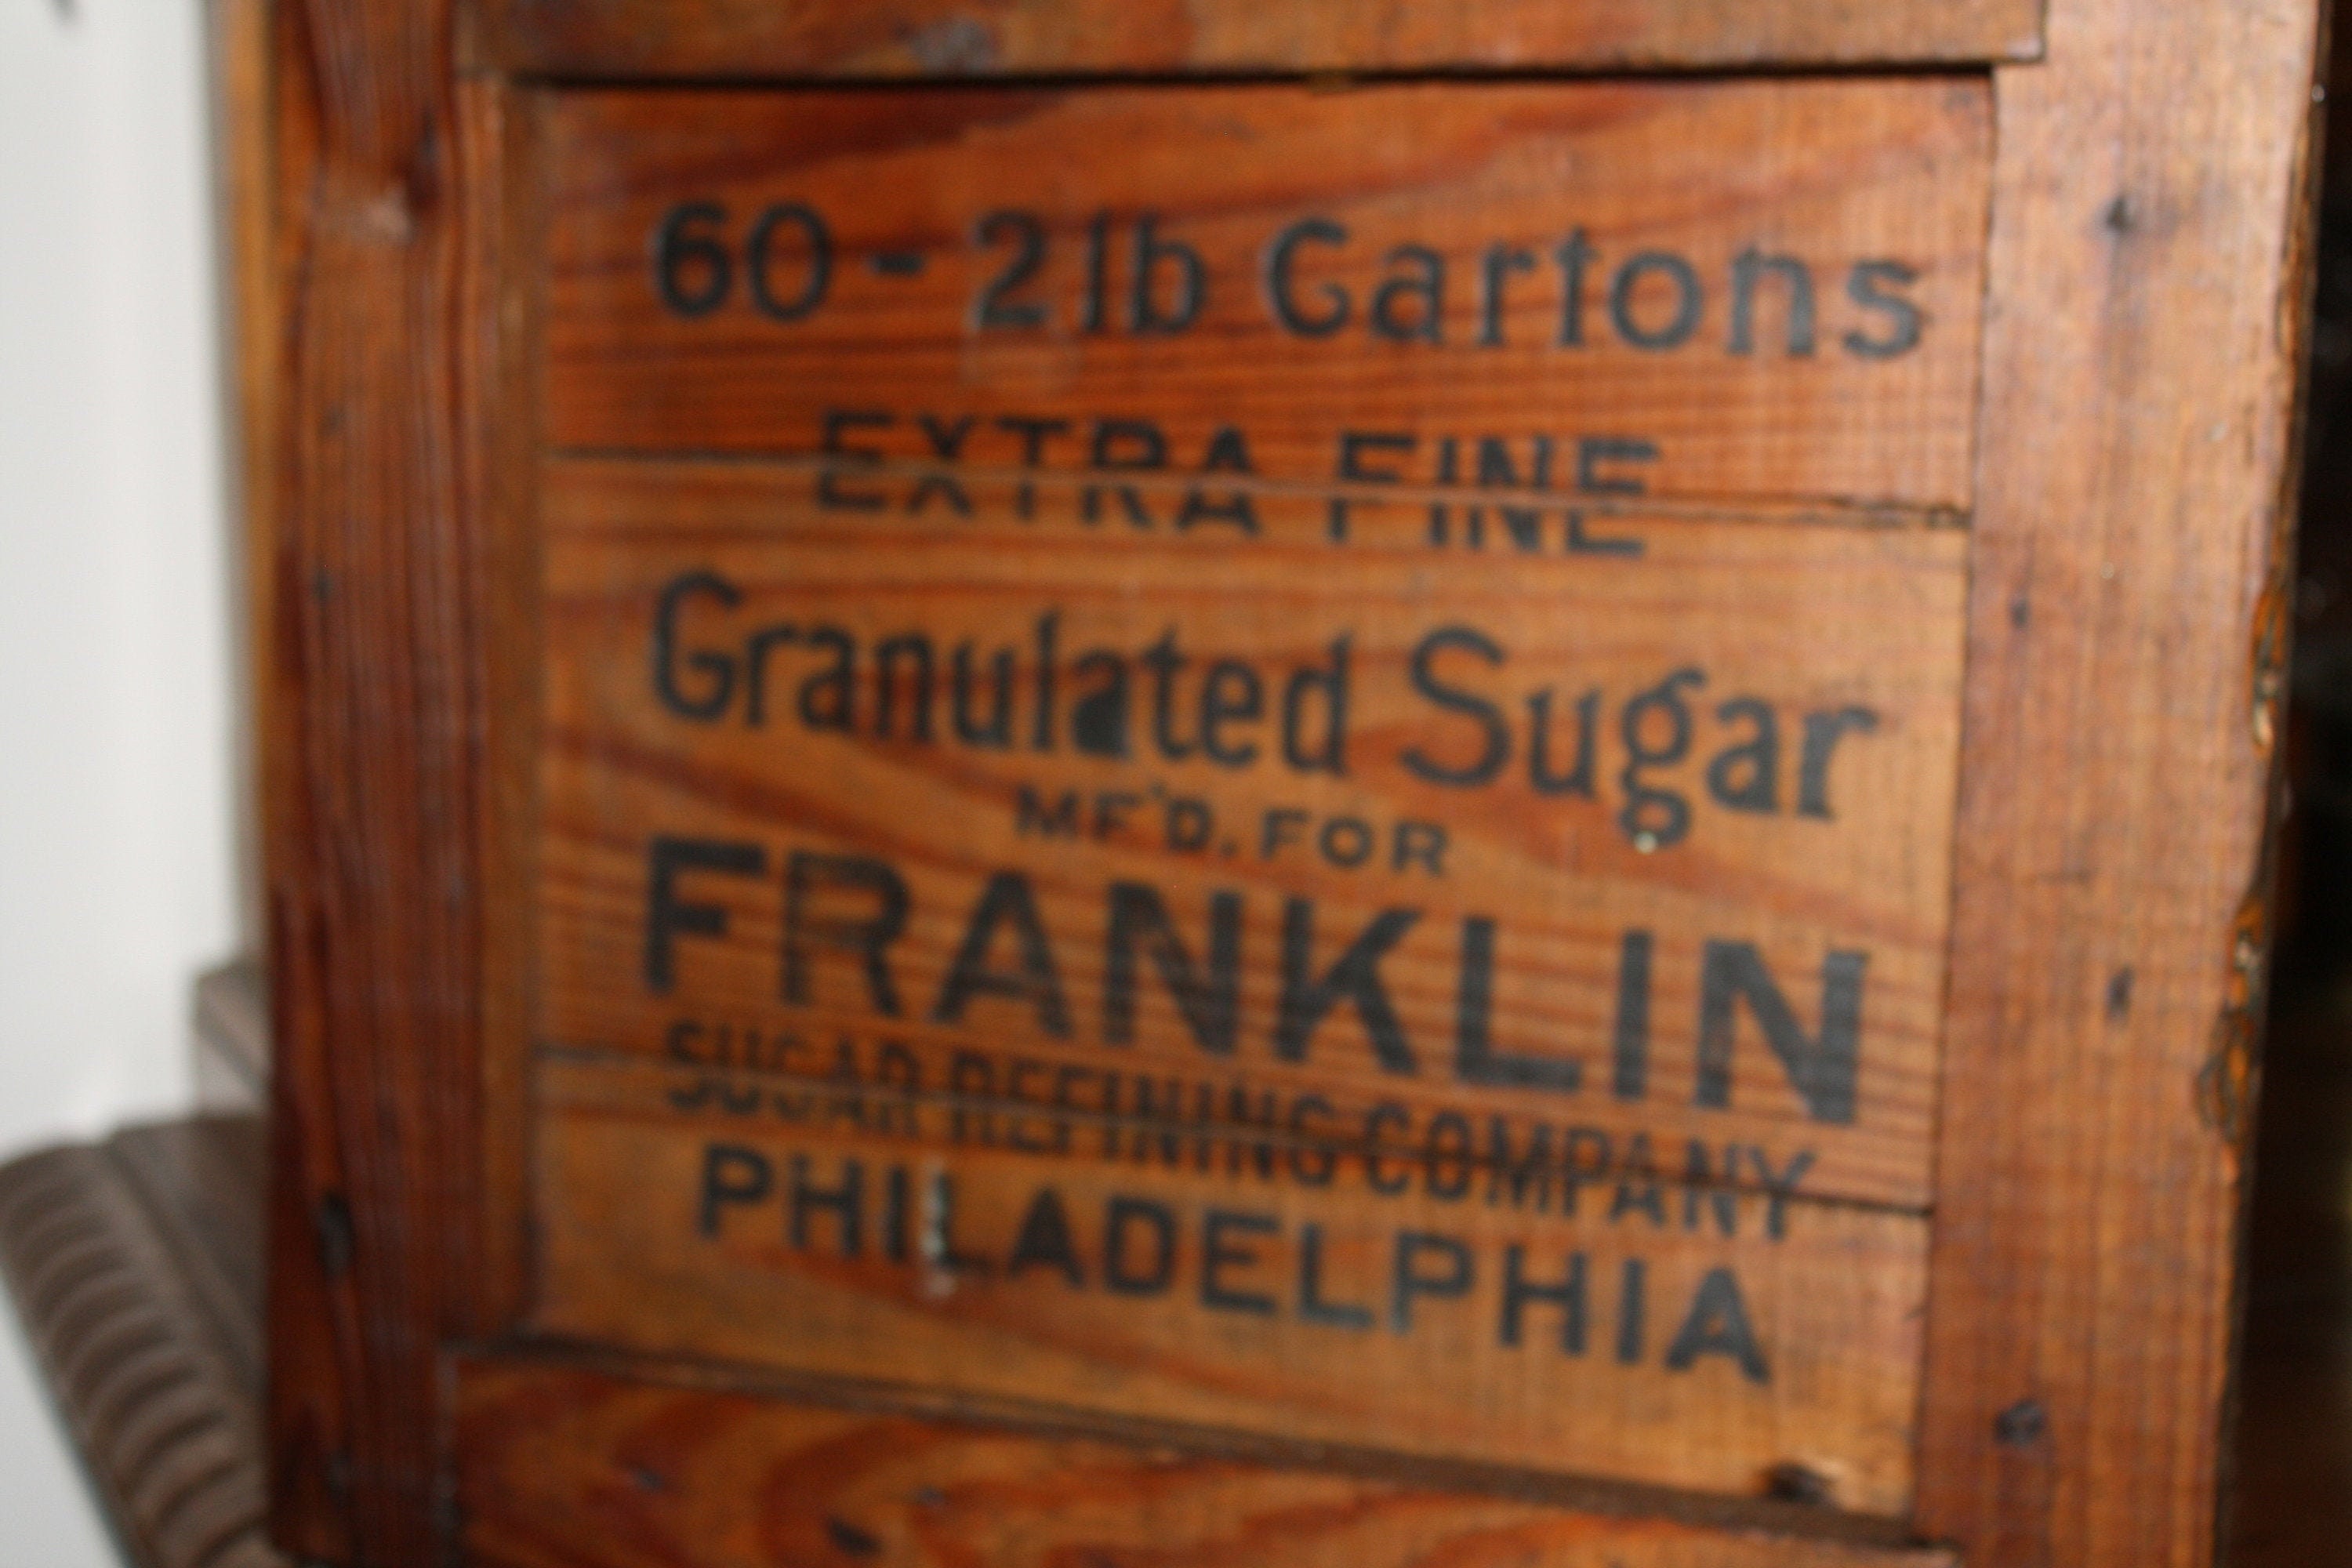 60 - 2 lb Cartons
EXTRA FINE
Granulated Sugar
MF'D. FOR
FRANKLIN
SUGAR REFINING COMPANY
PHILADELPHIA